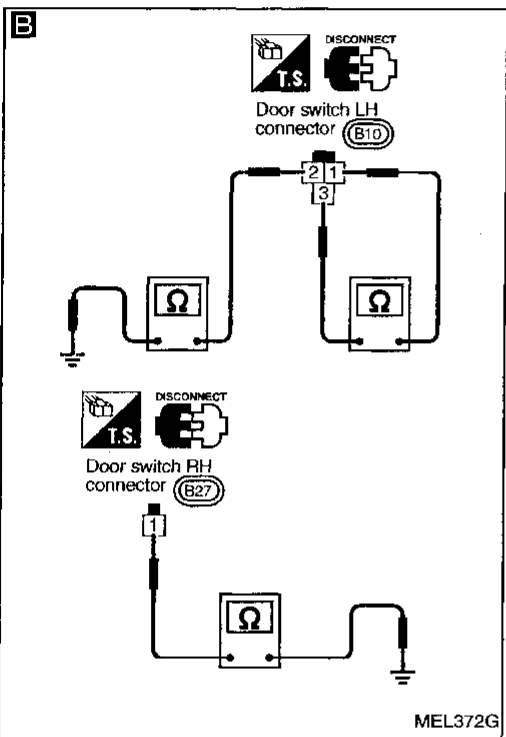 B
DISCONNECT
T.S.
Door switch LH
connector B10
2 1
3
Ω
Ω
DISCONNECT
T.S.
Door switch RH
connector B27
1
Ω
MEL372G